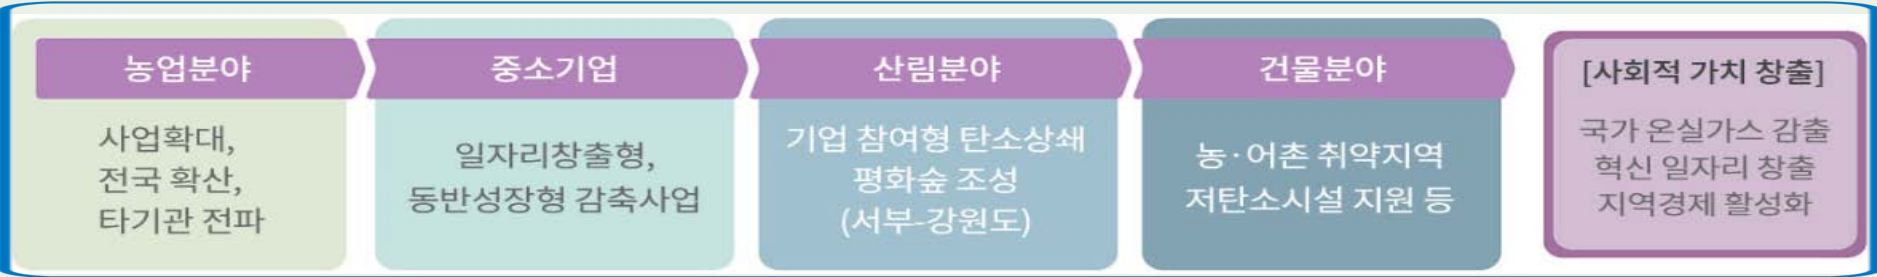 농업분야
사업확대,
전국 확산,
타기관 전파
중소기업
일자리창출형,
동반성장형 감축사업
산림분야
기업 참여형 탄소상쇄
평화숲 조성
(서부-강원도)
건물분야
농·어촌 취약지역
저탄소시설 지원 등
[사회적 가치 창출]
국가 온실가스 감출
혁신 일자리 창출
지역경제 활성화